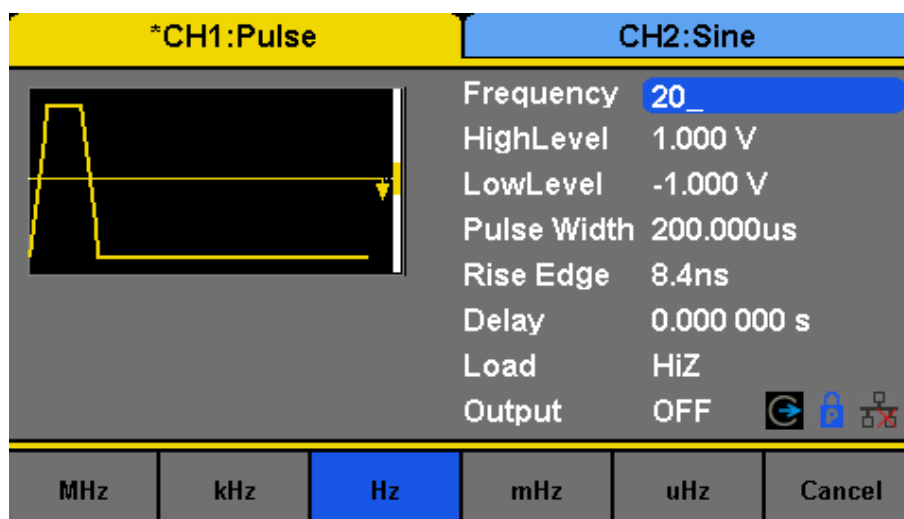 *CH1:Pulse
CH2:Sine
Frequency 20_
HighLevel 1.000 V
LowLevel -1.000 V
Pulse Width 200.000us
Rise Edge 8.4ns
Delay 0.000 000 s
Load HiZ
Output OFF
P
MHz kHz Hz mHz uHz Cancel